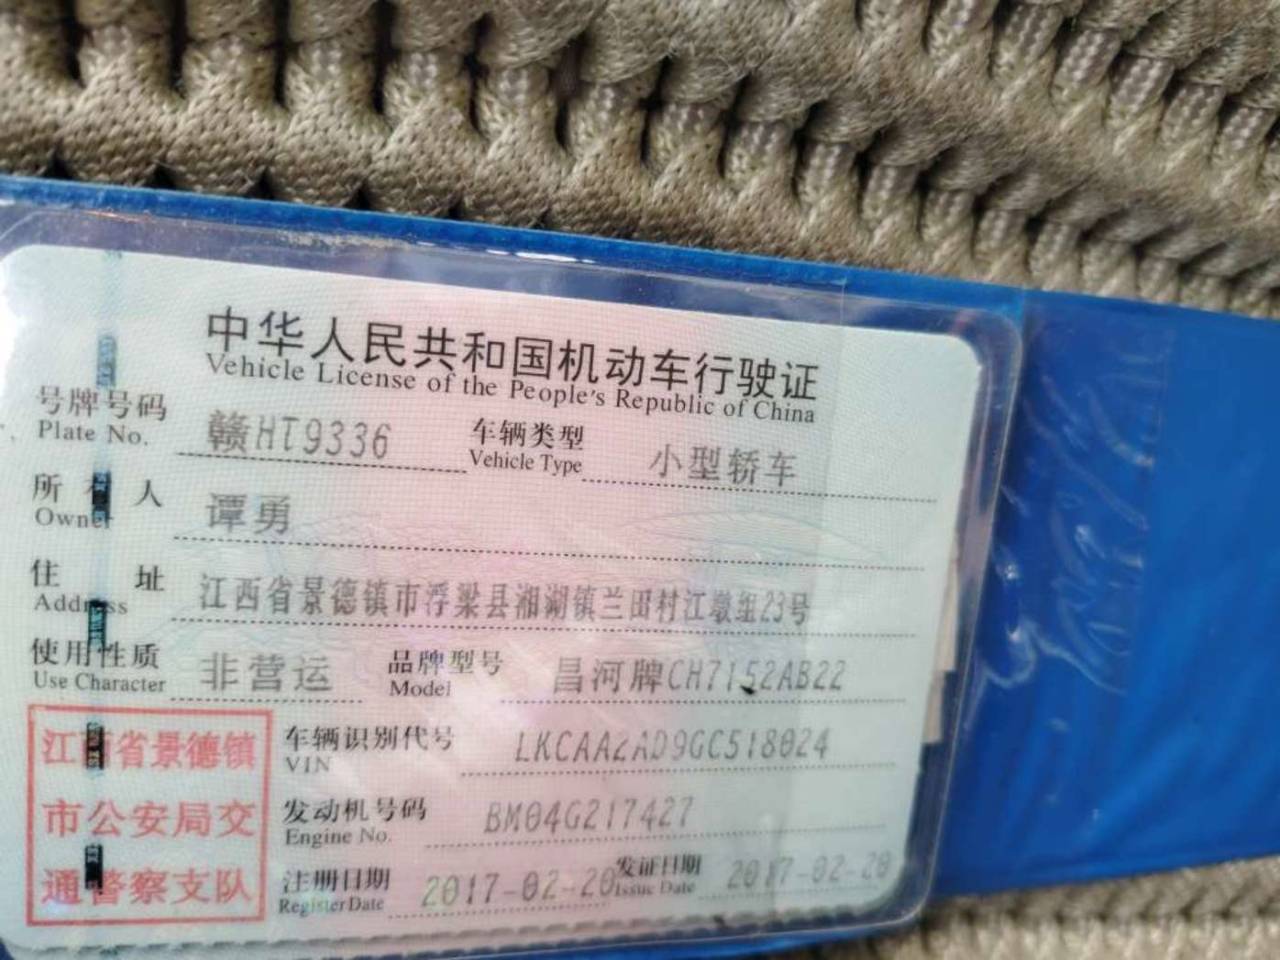 中华人民共和国机动车行驶证
Vehicle License of the People's Republic of China
号牌号码 赣HT9336 车辆类型 小型轿车
Plate No. Vehicle Type
所有人 谭勇
Owner
住址 江西省景德镇市浮梁县湘湖镇兰田村江墩组23号
Address
使用性质 非营运 品牌型号 昌河牌CH7152AB22
Use Character Model
车辆识别代号 LKCAA2AD9GC518024
VIN
发动机号码 BM04G217427
Engine No.
注册日期 2017-02-20 发证日期 2017-02-20
Register Date Issue Date
江西省景德镇
市公安局交
通警察支队